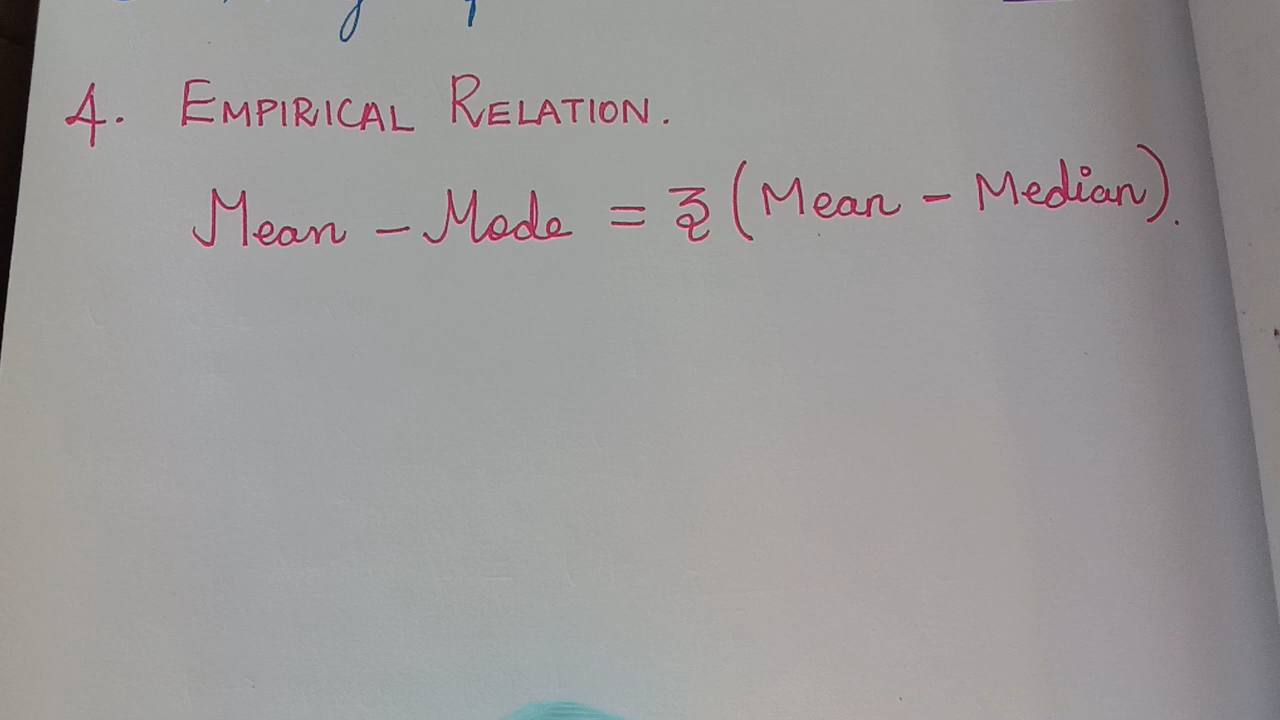 4. EMPIRICAL RELATION.
Mean - Mode = 3 (Mean - Median).